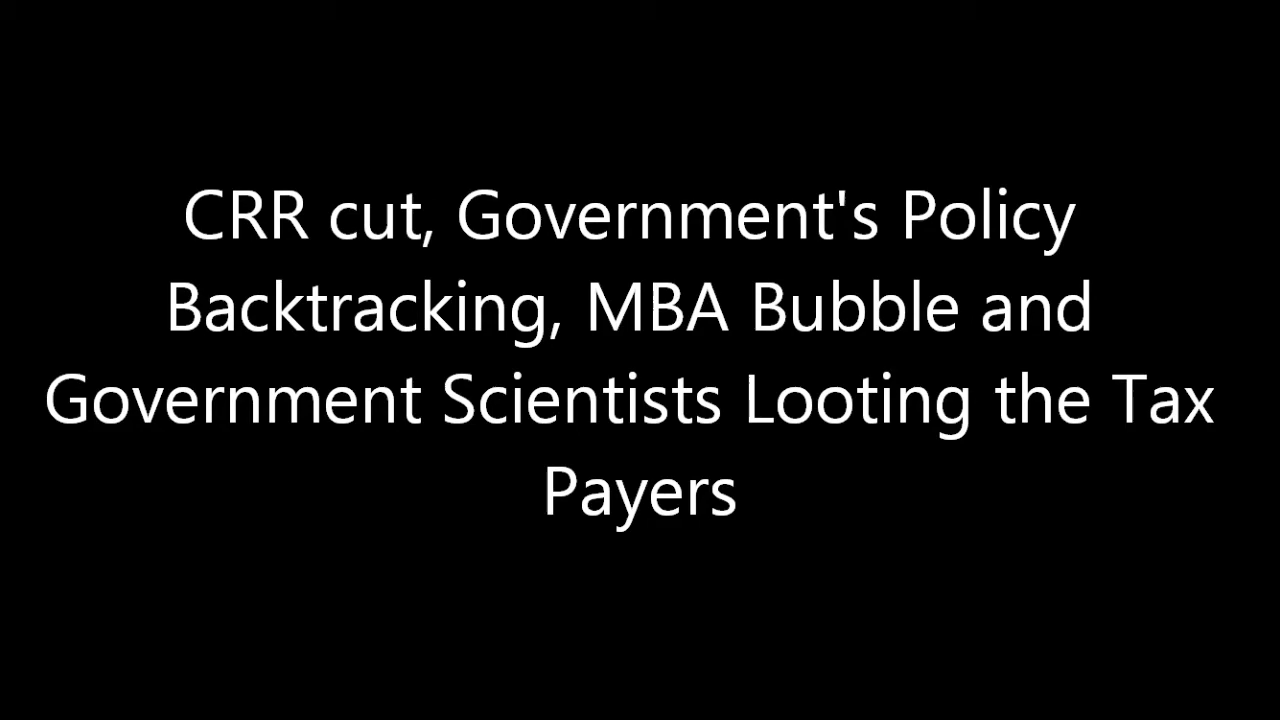 CRR cut, Government's Policy
Backtracking, MBA Bubble and
Government Scientists Looting the Tax
Payers